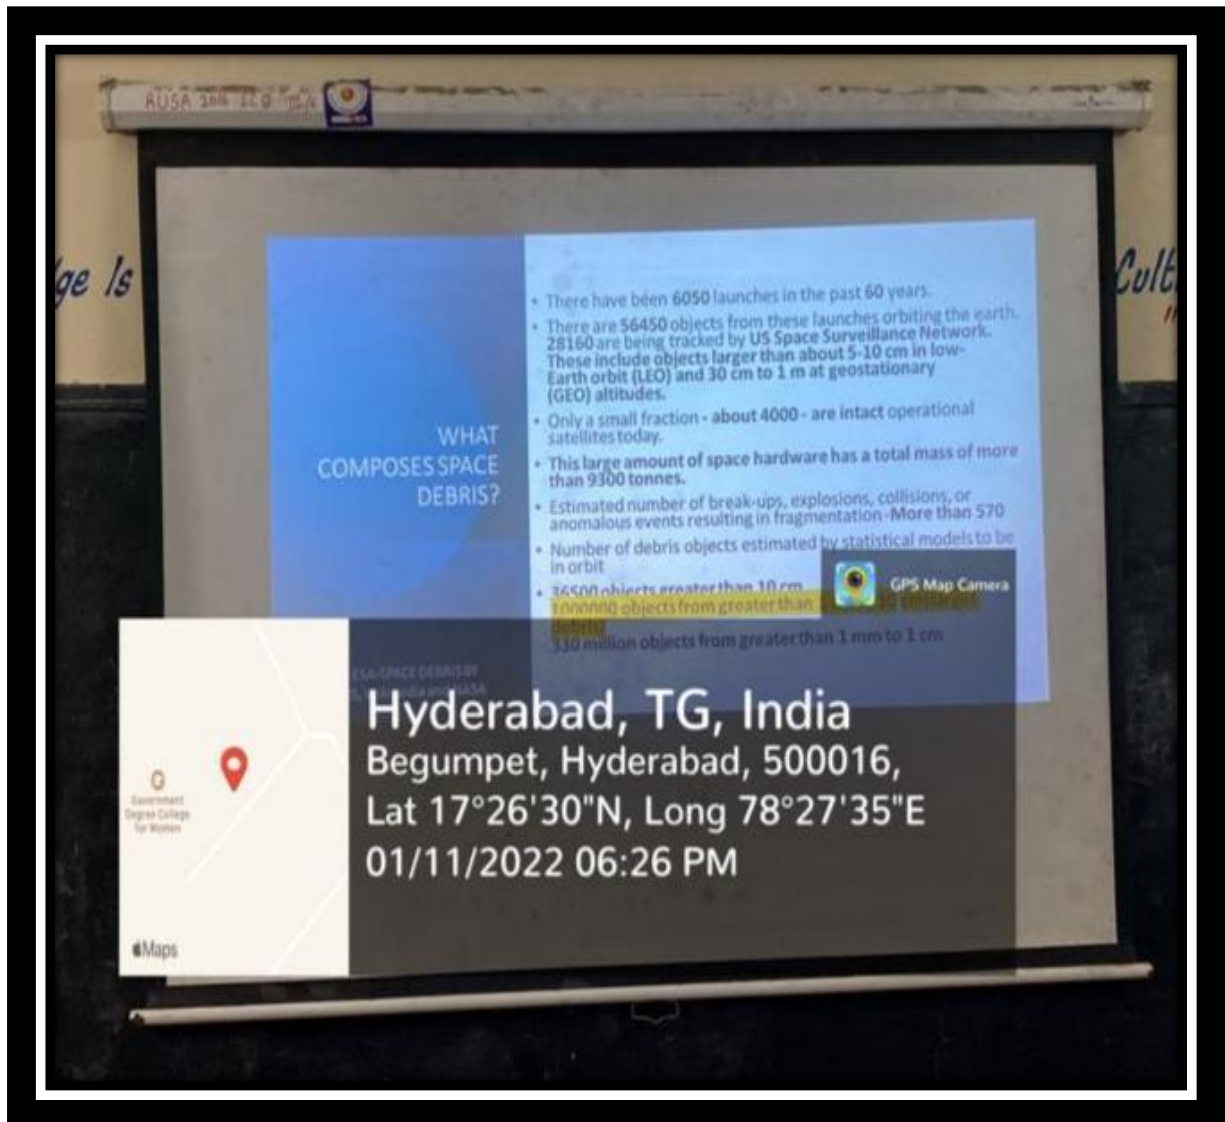 RUSA
ge Is
Cult
WHAT
COMPOSES SPACE
DEBRIS?
• There have been 6050 launches in the past 60 years.
• There are 56450 objects from these launches orbiting the earth.
28160 are being tracked by US Space Surveillance Network.
These include objects larger than about 5-10 cm in low-
Earth orbit (LEO) and 30 cm to 1 m at geostationary
(GEO) altitudes.
• Only a small fraction - about 4000 - are intact operational
satellites today.
• This large amount of space hardware has a total mass of more
than 9300 tonnes.
• Estimated number of break-ups, explosions, collisions, or
anomalous events resulting in fragmentation -More than 570
• Number of debris objects estimated by statistical models to be
in orbit
• 36500 objects greater than 10 cm
1000000 objects from greater than
330 million objects from greater than 1 mm to 1 cm
ESA-SPACE DEBRIS BY
GPS Map Camera
Government
Degree College
for Women
Maps
Hyderabad, TG, India
Begumpet, Hyderabad, 500016,
Lat 17°26'30"N, Long 78°27'35"E
01/11/2022 06:26 PM